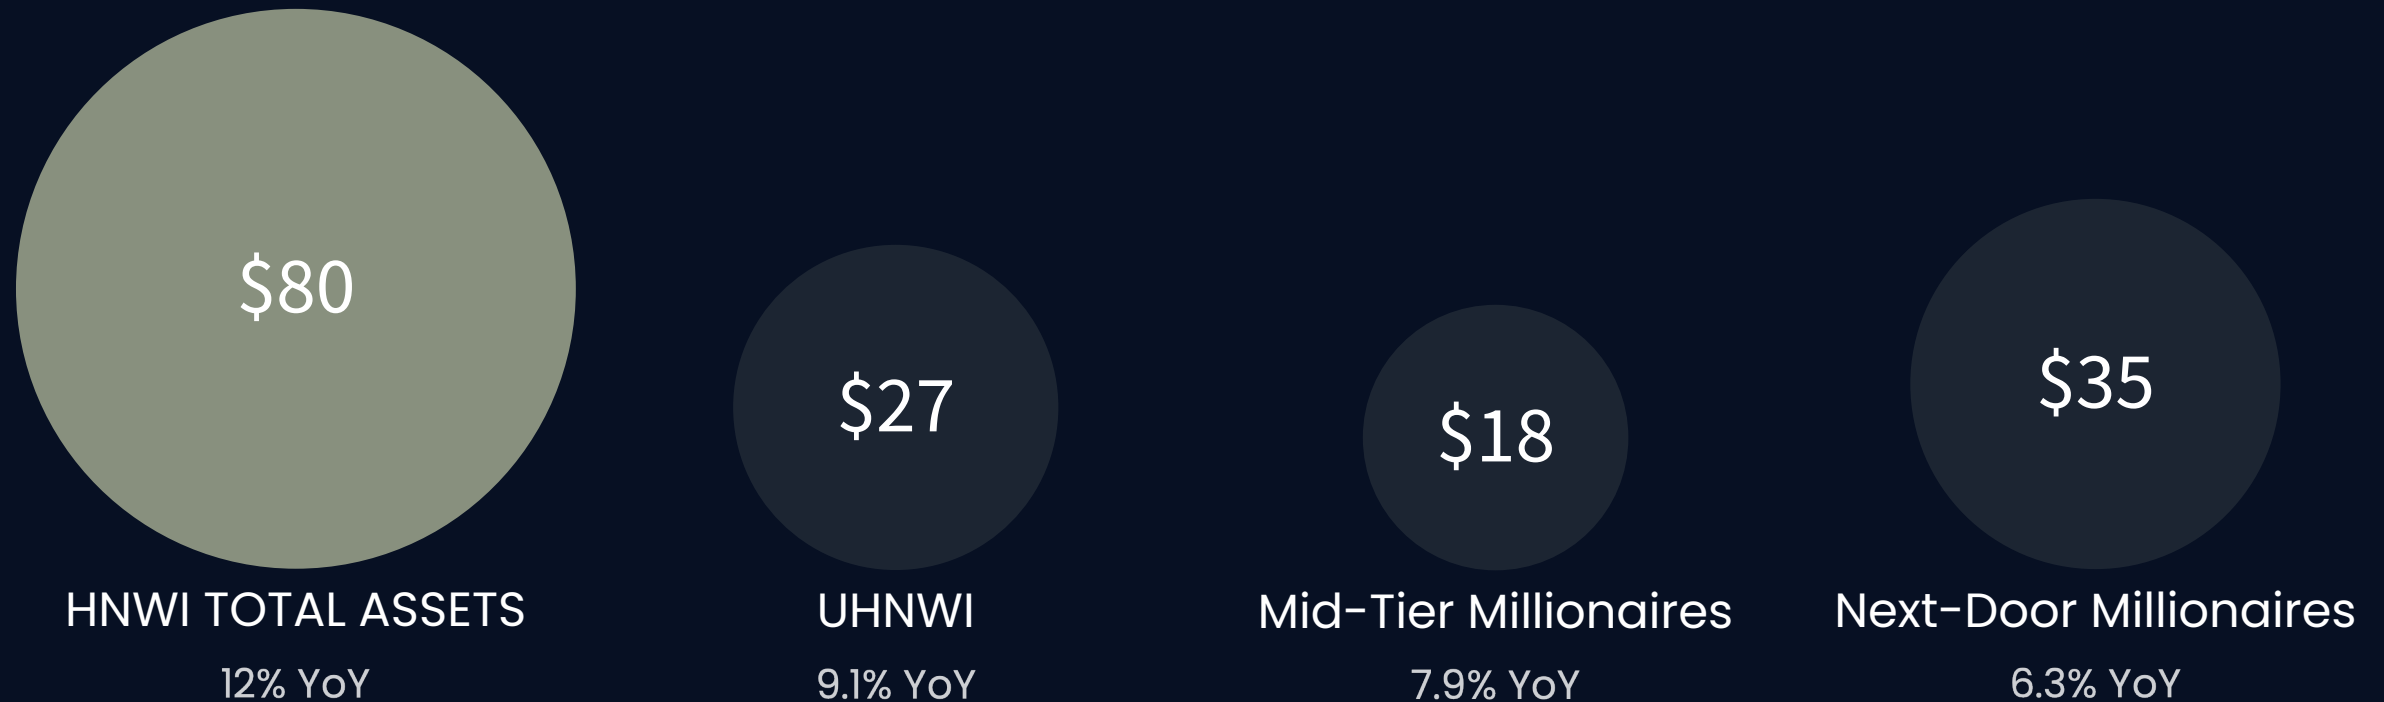 $80
HNWI TOTAL ASSETS
12% YoY
$27
UHNWI
9.1% YoY
$18
Mid-Tier Millionaires
7.9% YoY
$35
Next-Door Millionaires
6.3% YoY